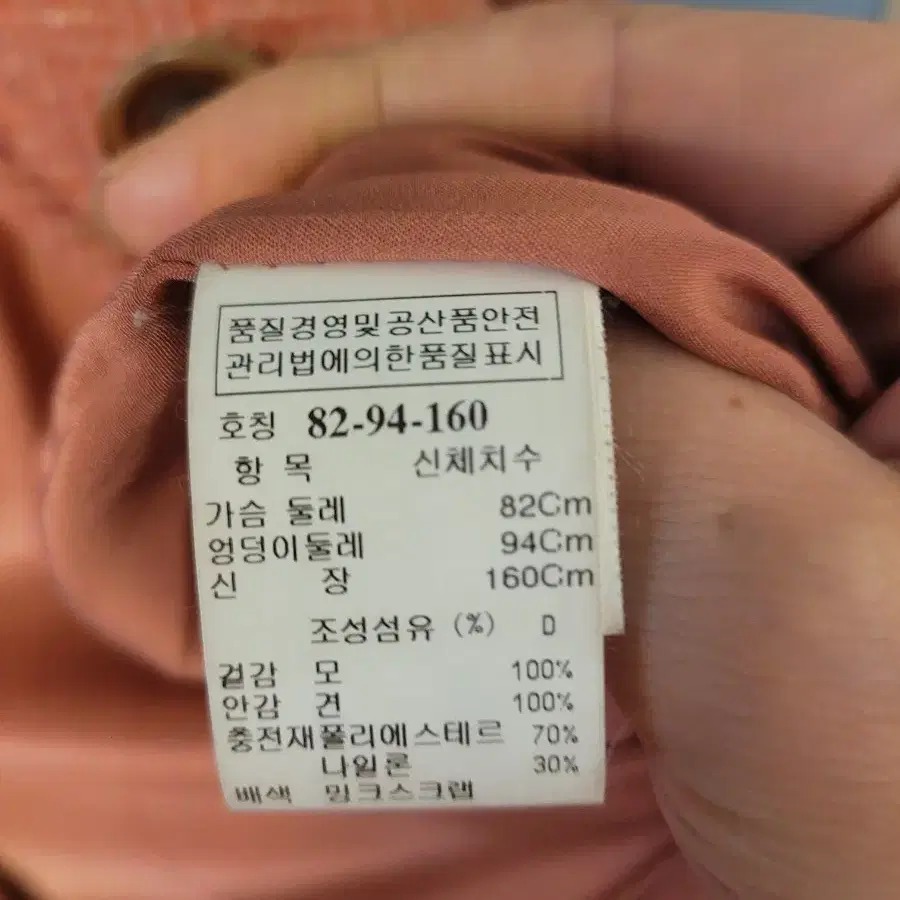 품질경영및공산품안전
관리법에의한품질표시
호칭 82-94-160
항 목 신체치수
가슴 둘레 82Cm
엉덩이둘레 94Cm
신 장 160Cm
조성섬유 (%) D
겉감 모 100%
안감 견 100%
충전재폴리에스테르 70%
나일론 30%
배색 밍크스크랩